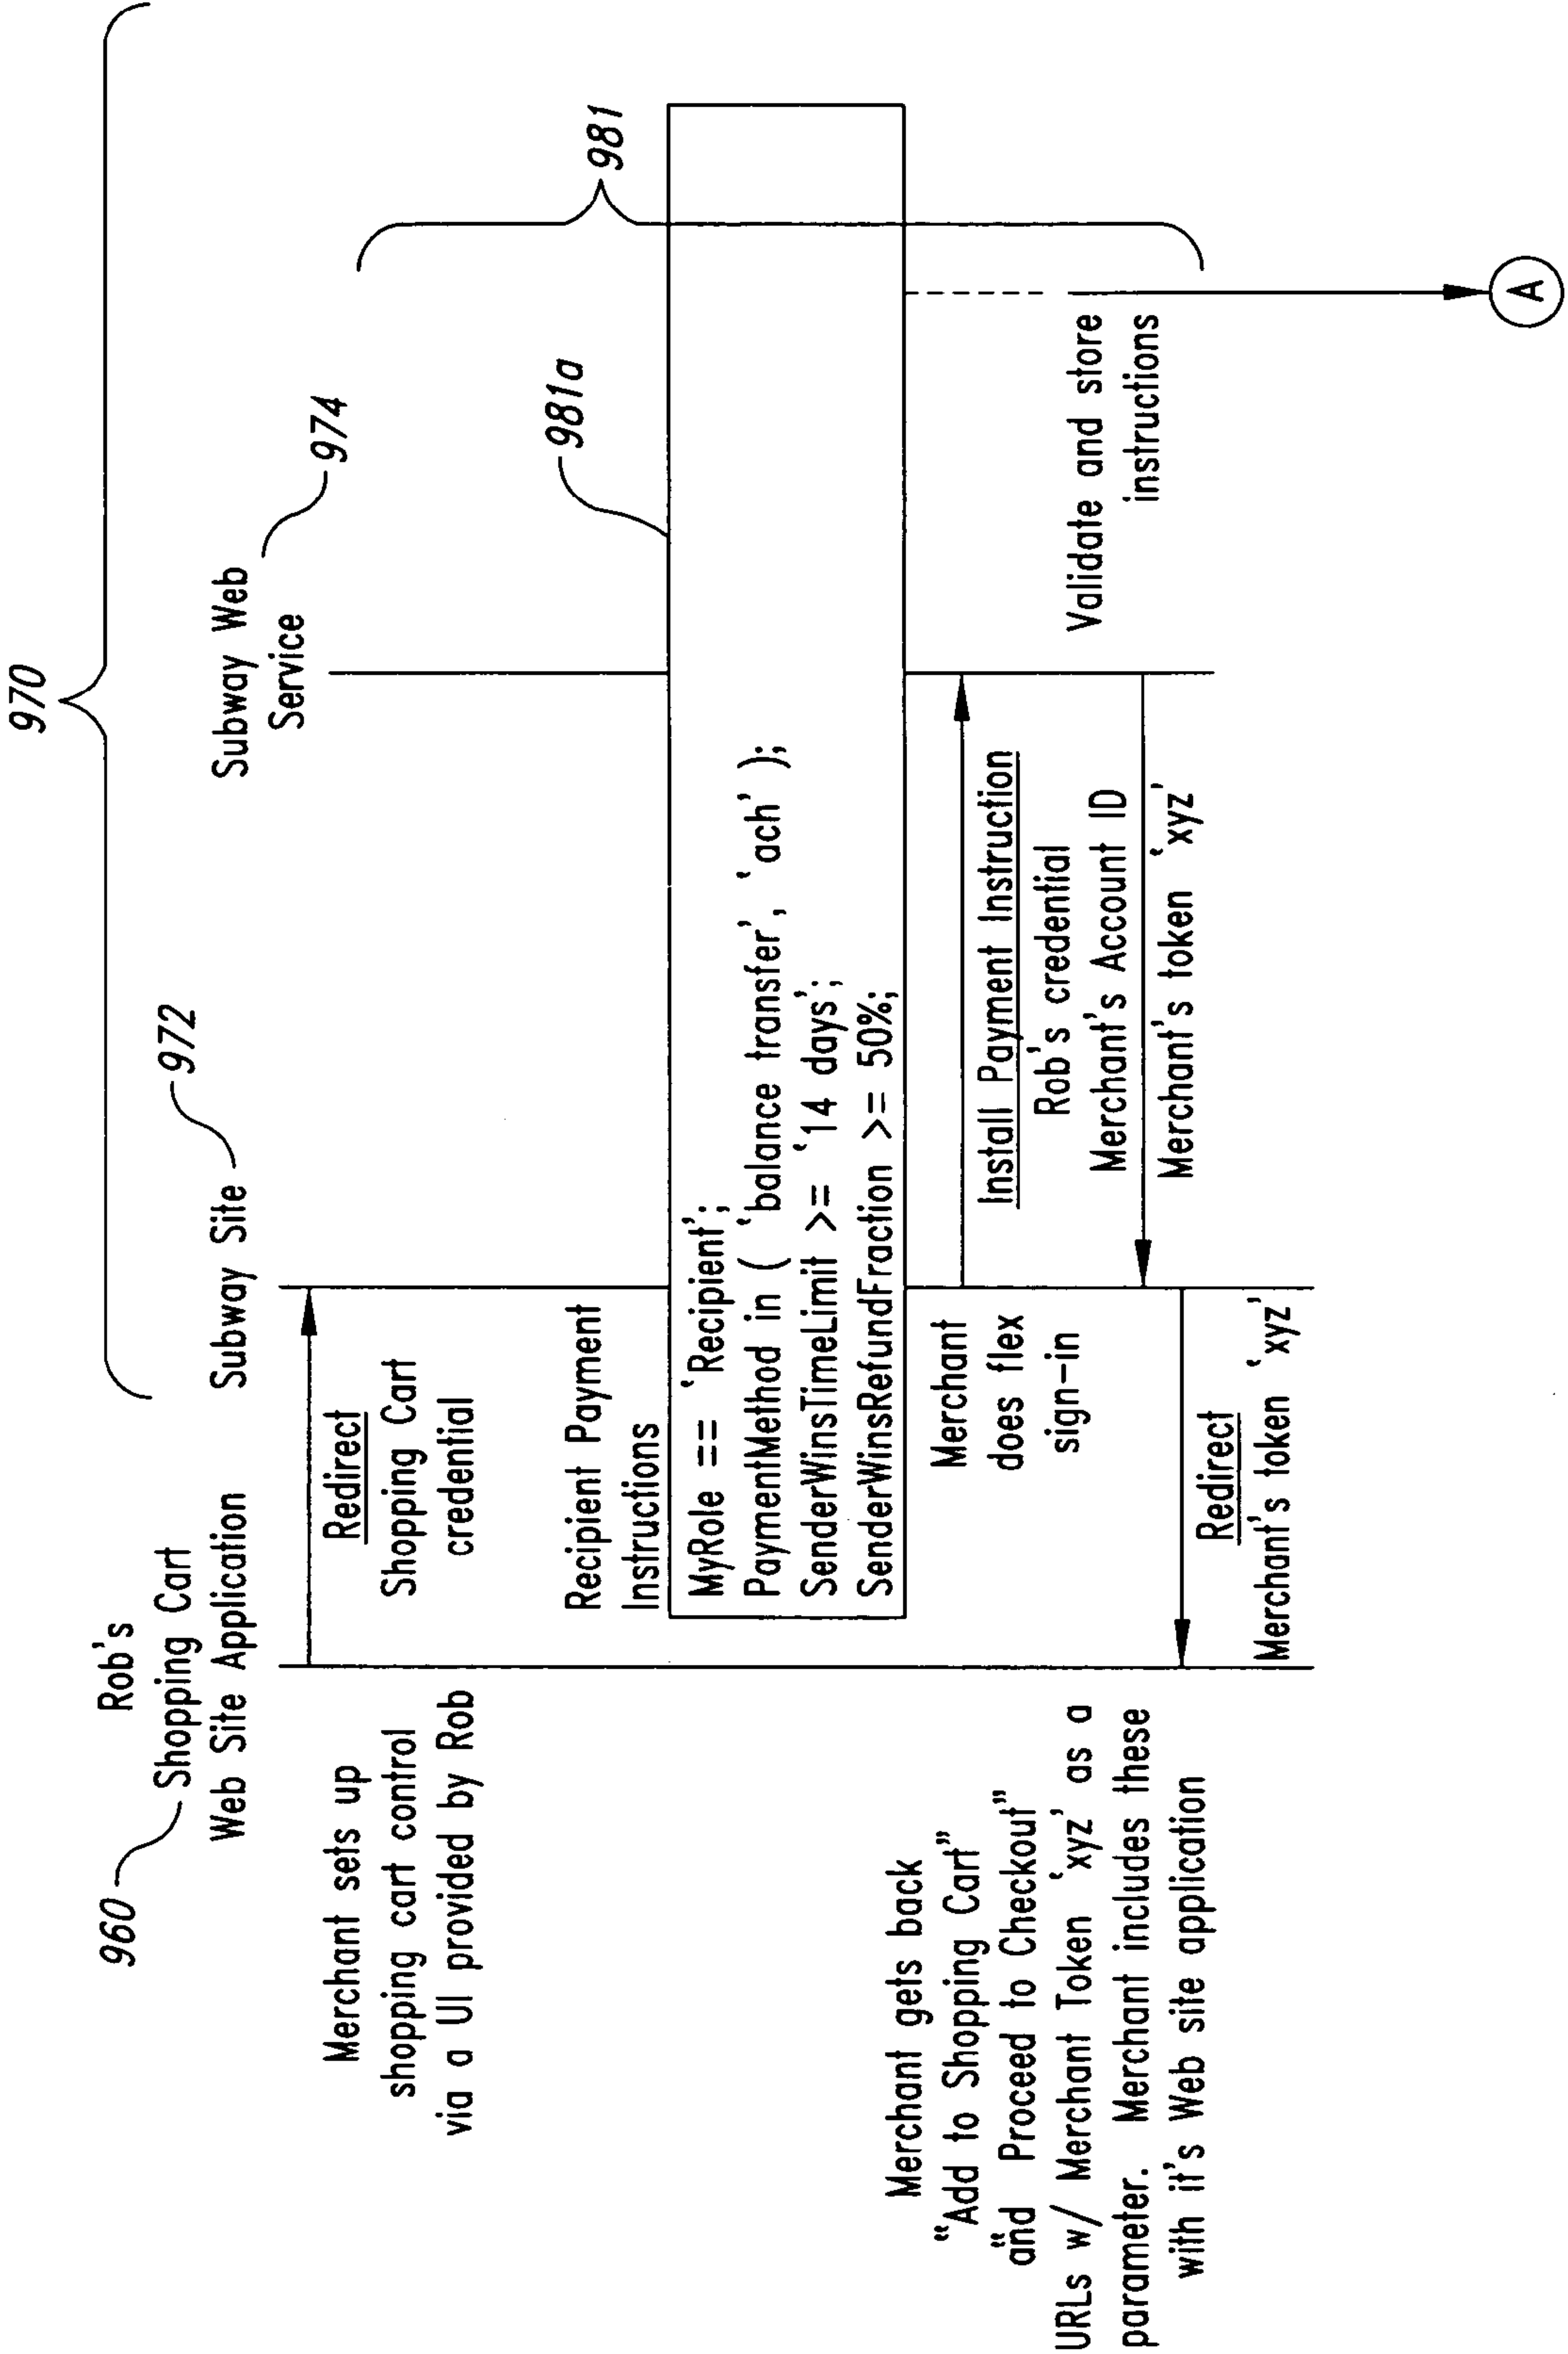 970
Rob's
960
Shopping Cart
Web Site Application
Subway Site
972
Subway Web
Service
974
Merchant sets up
shopping cart control
via a UI provided by Rob
Redirect
Shopping Cart
credential
981
Recipient Payment
Instructions
981a
MyRole == ‘Recipient’;
PaymentMethod in ( ‘balance transfer’, ‘ach’ );
SenderWinsTimeLimit >= ‘14 days’;
SenderWinsRefundFraction >= 50%;
Merchant
does flex
sign-in
Install Payment Instruction
Rob's credential
Merchant's Account ID
Merchant's token ‘xyz’
Validate and store
instructions
Merchant gets back
“Add to Shopping Cart”
and “Proceed to Checkout”
URLs w/ Merchant Token ‘xyz’ as a
parameter. Merchant includes these
with it's Web site application
Redirect
Merchant's token ‘xyz’
A